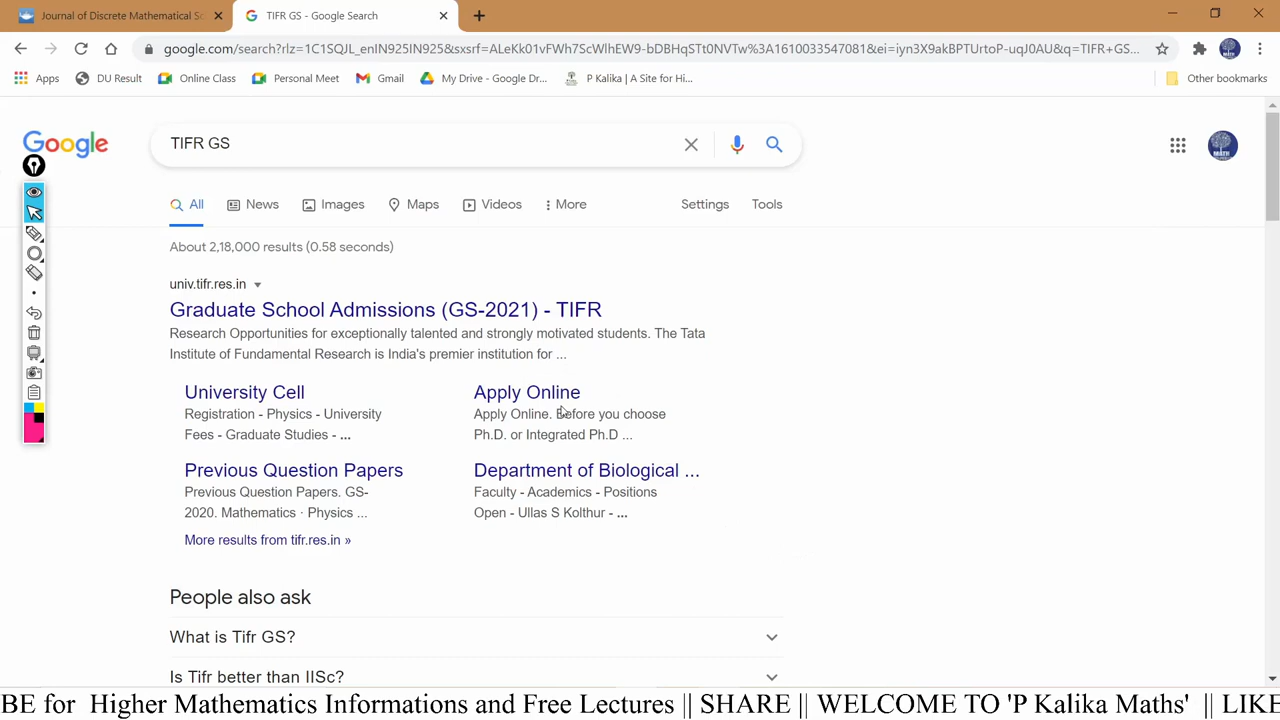 Journal of Discrete Mathematical S
TIFR GS - Google Search
google.com/search?rlz=1C1SQJL_enIN925IN925&sxsrf=ALeKk01vFWh7ScWlhEW9-bDBHqSTt0NVTw%3A1610033547081&ei=iyn3X9akBPTUrtoP-uqJ0AU&q=TIFR+GS...
Apps
DU Result
Online Class
Personal Meet
Gmail
My Drive - Google Dr...
P Kalika | A Site for Hi...
Other bookmarks
Google
TIFR GS
MATH
All
News
Images
Maps
Videos
More
Settings
Tools
About 2,18,000 results (0.58 seconds)
univ.tifr.res.in
Graduate School Admissions (GS-2021) - TIFR
Research Opportunities for exceptionally talented and strongly motivated students. The Tata
Institute of Fundamental Research is India's premier institution for ...
University Cell
Registration - Physics - University
Fees - Graduate Studies - ...
Apply Online
Apply Online. Before you choose
Ph.D. or Integrated Ph.D ...
Previous Question Papers
Previous Question Papers. GS-
2020. Mathematics · Physics ...
Department of Biological ...
Faculty - Academics - Positions
Open - Ullas S Kolthur - ...
More results from tifr.res.in »
People also ask
What is Tifr GS?
Is Tifr better than IISc?
BE for Higher Mathematics Informations and Free Lectures || SHARE || WELCOME TO 'P Kalika Maths' || LIKE